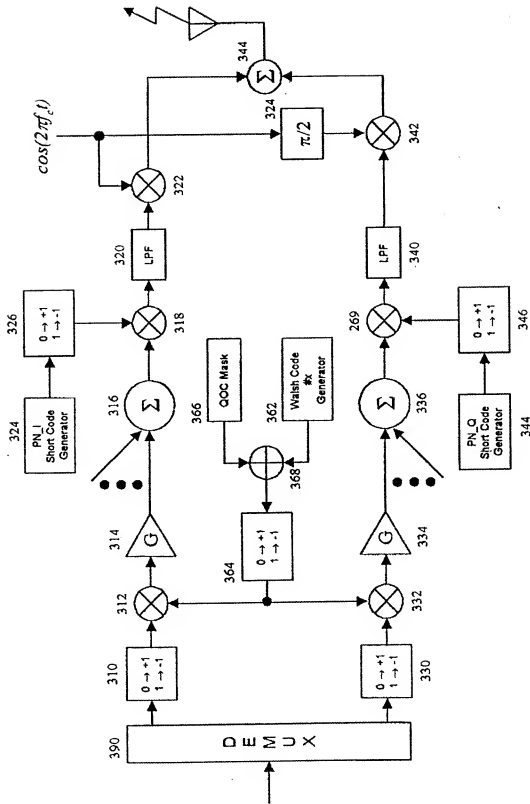 390
DEMUX
310
0 → +1
1 → -1
312
314
G
316
Σ
324
PN_I
Short Code
Generator
326
0 → +1
1 → -1
318
320
LPF
322
cos(2πf_c t)
π/2
324
Σ
344
366
QOC Mask
362
Walsh Code
#x
Generator
368
364
0 → +1
1 → -1
330
0 → +1
1 → -1
332
334
G
336
Σ
344
PN_Q
Short Code
Generator
346
0 → +1
1 → -1
269
340
LPF
342